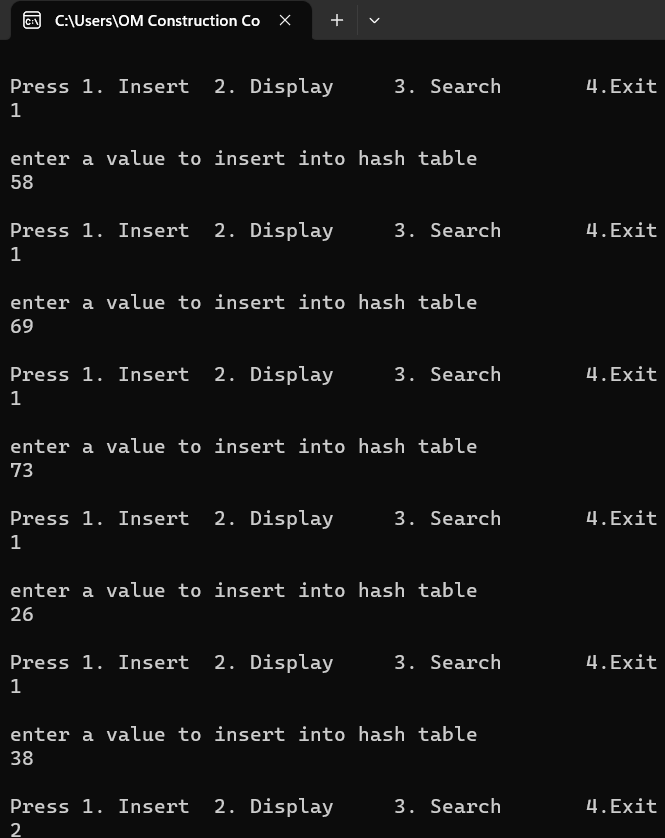 C:\Users\OM Construction Co
Press 1. Insert 2. Display 3. Search 4.Exit
1
enter a value to insert into hash table
58
Press 1. Insert 2. Display 3. Search 4.Exit
1
enter a value to insert into hash table
69
Press 1. Insert 2. Display 3. Search 4.Exit
1
enter a value to insert into hash table
73
Press 1. Insert 2. Display 3. Search 4.Exit
1
enter a value to insert into hash table
26
Press 1. Insert 2. Display 3. Search 4.Exit
1
enter a value to insert into hash table
38
Press 1. Insert 2. Display 3. Search 4.Exit
2